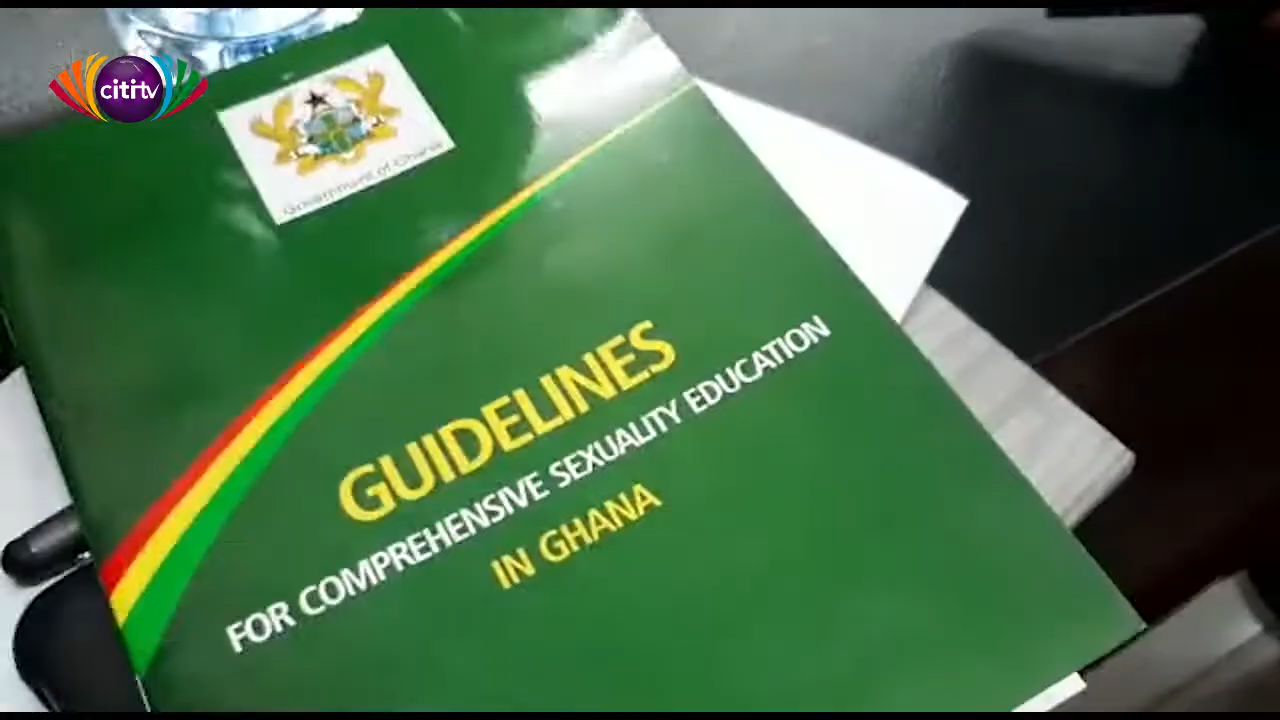 citi tv
Government of Ghana
GUIDELINES
FOR COMPREHENSIVE SEXUALITY EDUCATION
IN GHANA